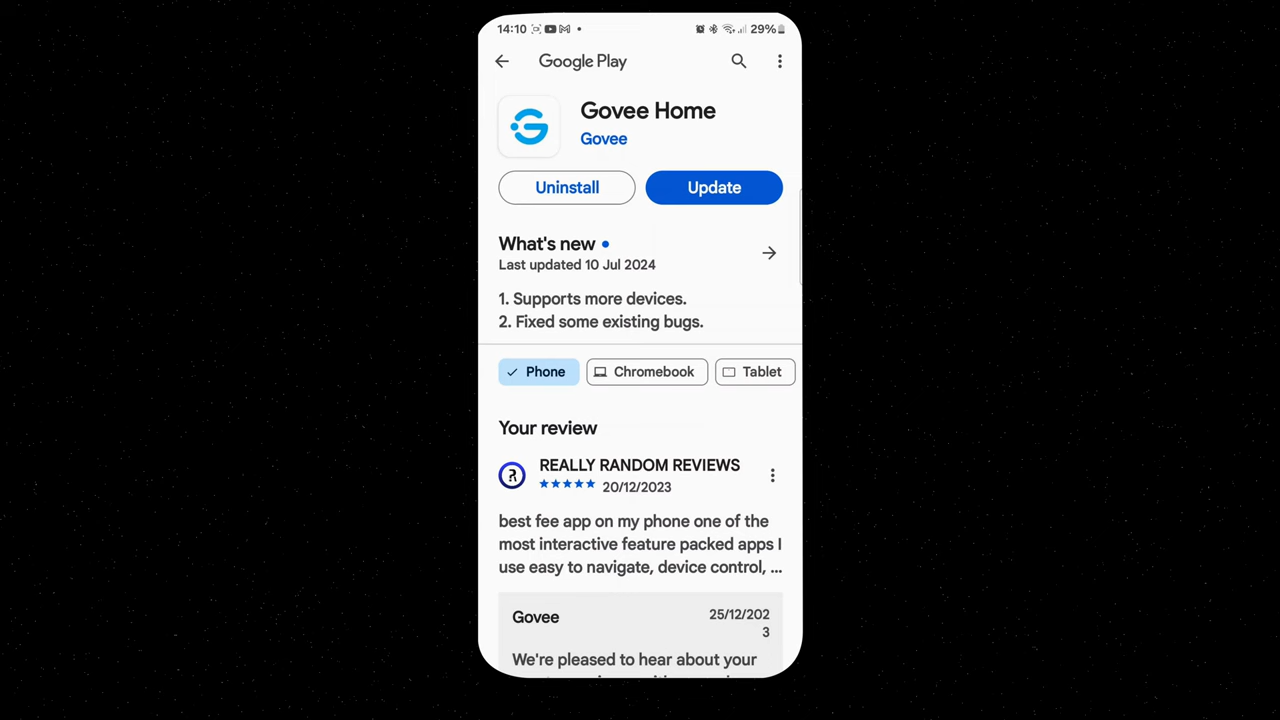 14:10 29%
Google Play
Govee Home
Govee
Uninstall Update
What's new
Last updated 10 Jul 2024
1. Supports more devices.
2. Fixed some existing bugs.
Phone Chromebook Tablet
Your review
REALLY RANDOM REVIEWS
20/12/2023
best fee app on my phone one of the
most interactive feature packed apps I
use easy to navigate, device control, ...
Govee 25/12/202
3
We're pleased to hear about your